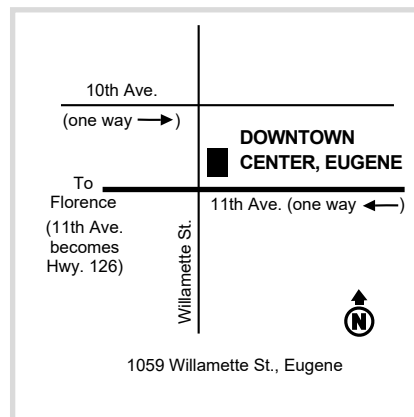 10th Ave.
(one way → )
DOWNTOWN
CENTER, EUGENE
To
Florence
(11th Ave.
becomes
Hwy. 126)
11th Ave. (one way ← )
Willamette St.
N
1059 Willamette St., Eugene